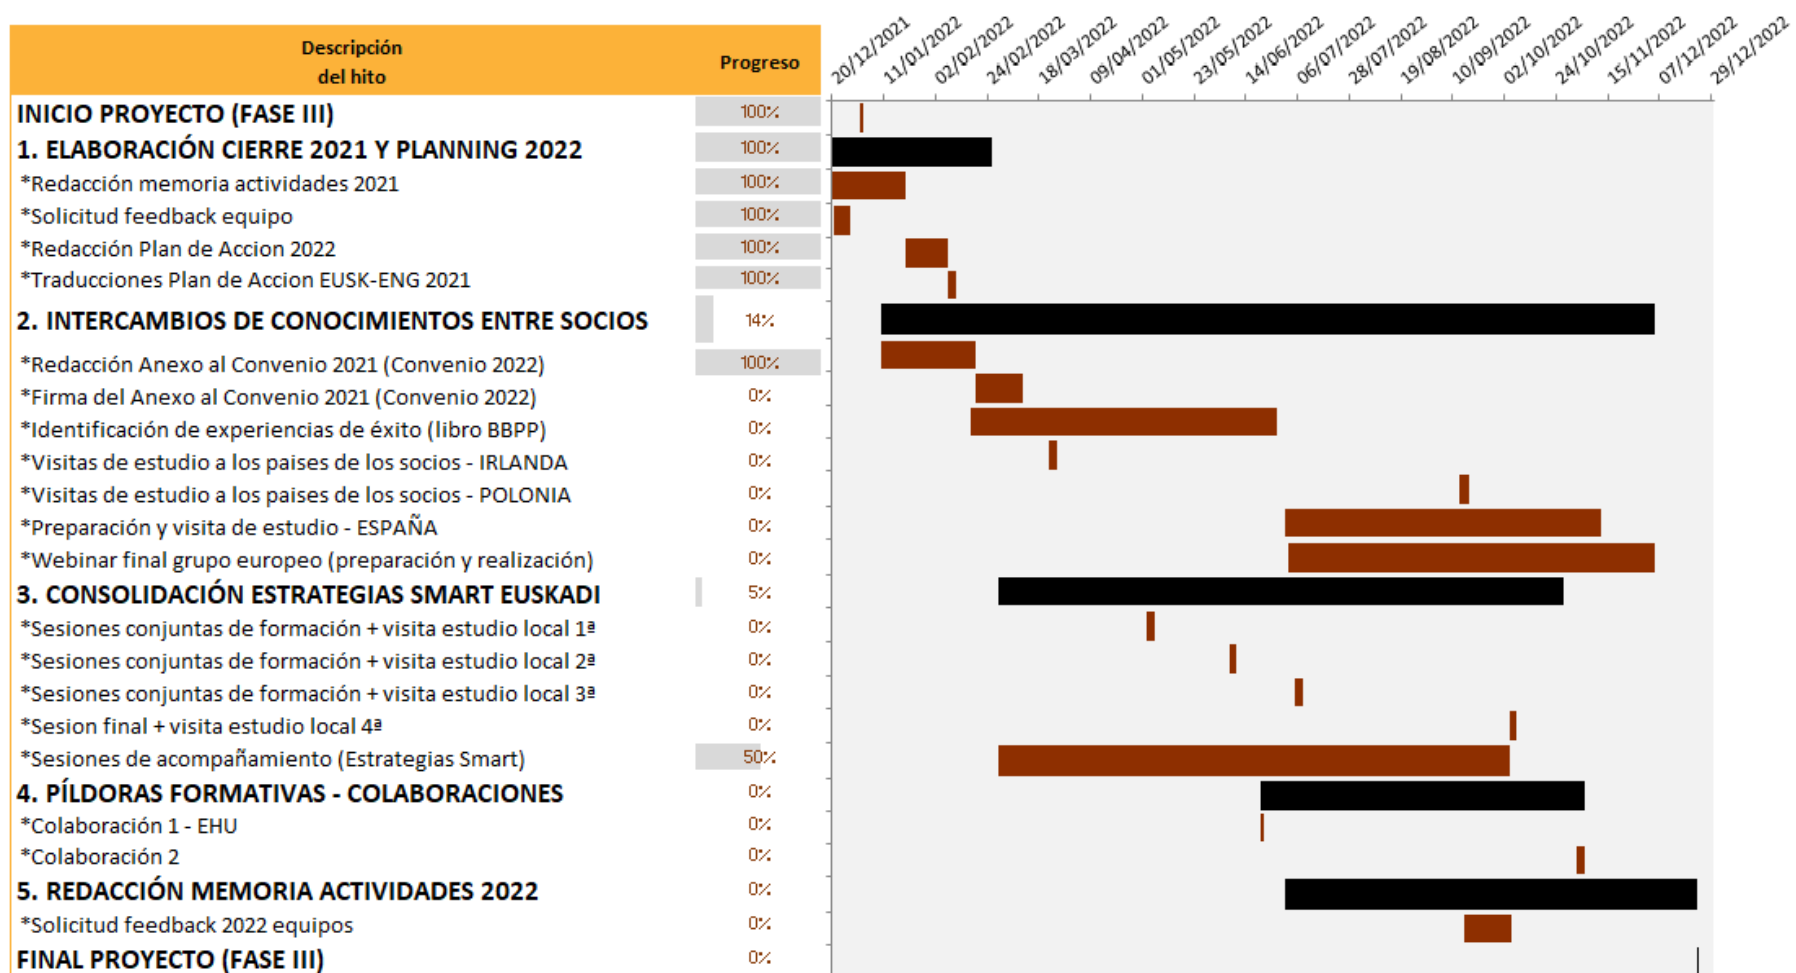 Descripción
del hito
Progreso
20/12/2021
11/01/2022
02/02/2022
24/02/2022
18/03/2022
09/04/2022
01/05/2022
23/05/2022
14/06/2022
06/07/2022
28/07/2022
19/08/2022
10/09/2022
02/10/2022
24/10/2022
15/11/2022
07/12/2022
29/12/2022
INICIO PROYECTO (FASE III) 100%
1. ELABORACIÓN CIERRE 2021 Y PLANNING 2022 100%
*Redacción memoria actividades 2021 100%
*Solicitud feedback equipo 100%
*Redacción Plan de Accion 2022 100%
*Traducciones Plan de Accion EUSK-ENG 2021 100%
2. INTERCAMBIOS DE CONOCIMIENTOS ENTRE SOCIOS 14%
*Redacción Anexo al Convenio 2021 (Convenio 2022) 100%
*Firma del Anexo al Convenio 2021 (Convenio 2022) 0%
*Identificación de experiencias de éxito (libro BBPP) 0%
*Visitas de estudio a los paises de los socios - IRLANDA 0%
*Visitas de estudio a los paises de los socios - POLONIA 0%
*Preparación y visita de estudio - ESPAÑA 0%
*Webinar final grupo europeo (preparación y realización) 0%
3. CONSOLIDACIÓN ESTRATEGIAS SMART EUSKADI 5%
*Sesiones conjuntas de formación + visita estudio local 1ª 0%
*Sesiones conjuntas de formación + visita estudio local 2ª 0%
*Sesiones conjuntas de formación + visita estudio local 3ª 0%
*Sesion final + visita estudio local 4ª 0%
*Sesiones de acompañamiento (Estrategias Smart) 50%
4. PÍLDORAS FORMATIVAS - COLABORACIONES 0%
*Colaboración 1 - EHU 0%
*Colaboración 2 0%
5. REDACCIÓN MEMORIA ACTIVIDADES 2022 0%
*Solicitud feedback 2022 equipos 0%
FINAL PROYECTO (FASE III) 0%